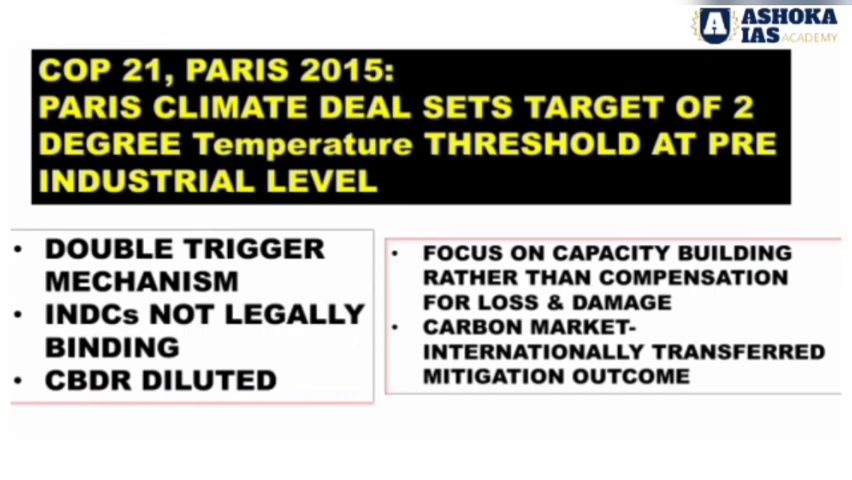 ASHOKA
IAS ACADEMY
COP 21, PARIS 2015:
PARIS CLIMATE DEAL SETS TARGET OF 2
DEGREE Temperature THRESHOLD AT PRE
INDUSTRIAL LEVEL
• DOUBLE TRIGGER
MECHANISM
• INDCs NOT LEGALLY
BINDING
• CBDR DILUTED
• FOCUS ON CAPACITY BUILDING
RATHER THAN COMPENSATION
FOR LOSS & DAMAGE
• CARBON MARKET-
INTERNATIONALLY TRANSFERRED
MITIGATION OUTCOME